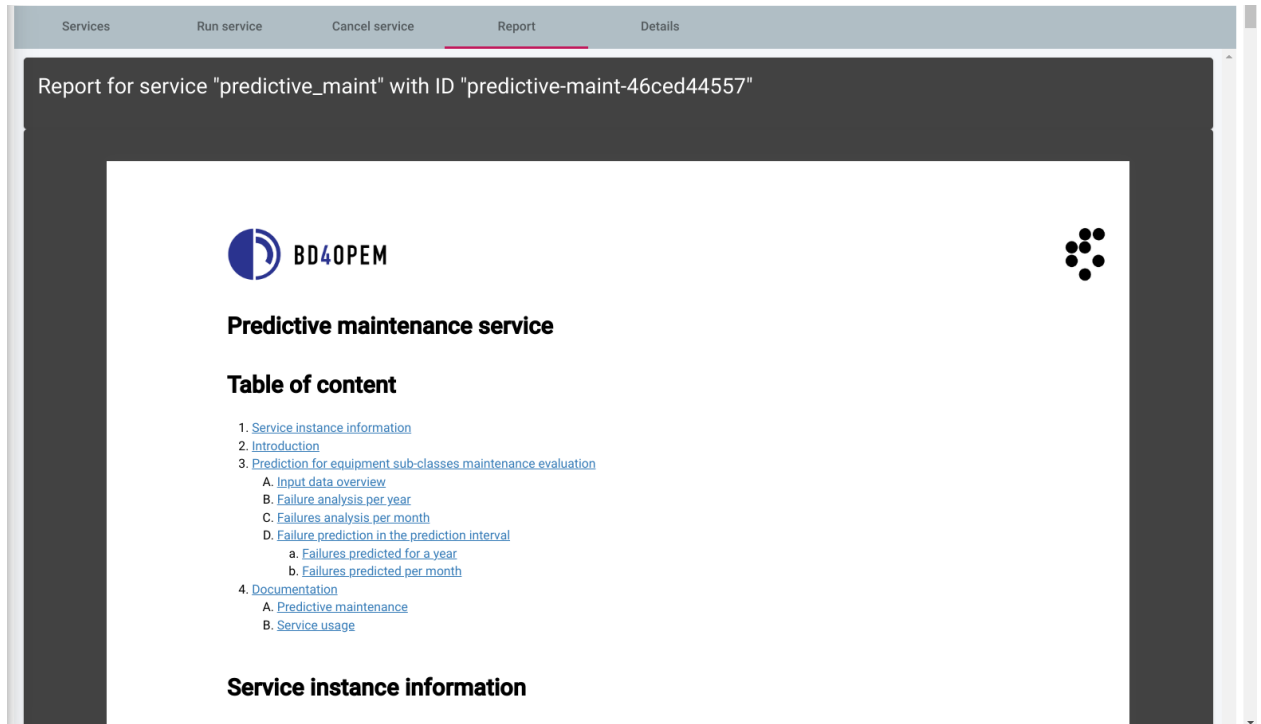 Services Run service Cancel service Report Details
Report for service "predictive_maint" with ID "predictive-maint-46ced44557"
BD4OPEM
Predictive maintenance service
Table of content
1. Service instance information
2. Introduction
3. Prediction for equipment sub-classes maintenance evaluation
A. Input data overview
B. Failure analysis per year
C. Failures analysis per month
D. Failure prediction in the prediction interval
a. Failures predicted for a year
b. Failures predicted per month
4. Documentation
A. Predictive maintenance
B. Service usage
Service instance information